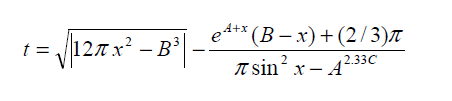 t = √|12πx² − B³| − (e^{A+x}(B − x) + (2/3)π) / (π sin² x − A^{2.33C})